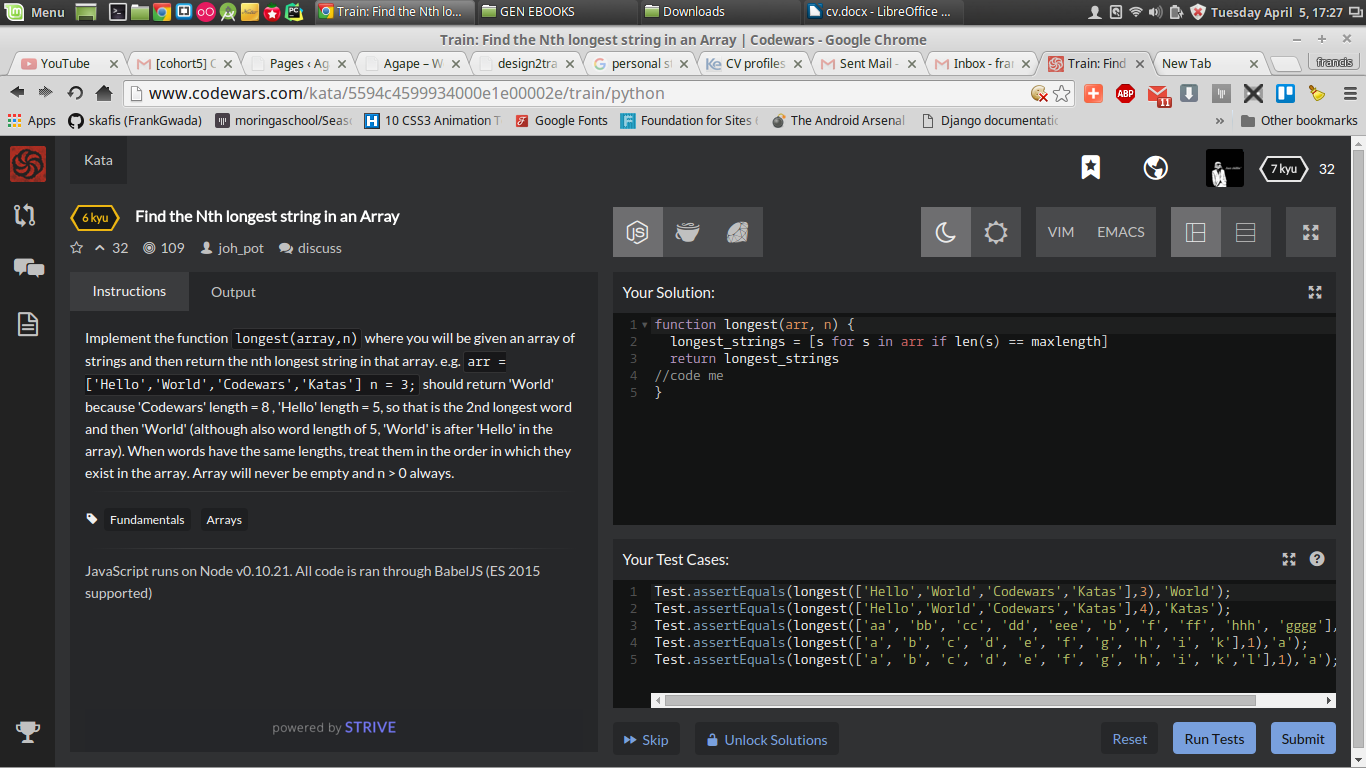 Menu
Train: Find the Nth lo...
GEN EBOOKS
Downloads
cv.docx - LibreOffice ...
Tuesday April 5, 17:27
Train: Find the Nth longest string in an Array | Codewars - Google Chrome
YouTube
[cohort5] C
Pages ‹ Ag
Agape – W
design2tra
personal st
CV profiles
Sent Mail -
Inbox - fra
Train: Find
New Tab
francis
www.codewars.com/kata/5594c4599934000e1e00002e/train/python
ABP
11
Apps
skafis (FrankGwada)
moringaschool/Seas
10 CSS3 Animation T
Google Fonts
Foundation for Sites (
The Android Arsenal
Django documentatic
»
Other bookmarks
Kata
7 kyu
32
6 kyu
Find the Nth longest string in an Array
32
109
joh_pot
discuss
VIM
EMACS
Instructions
Output
Implement the function longest(array,n) where you will be given an array of
strings and then return the nth longest string in that array. e.g. arr =
['Hello','World','Codewars','Katas'] n = 3; should return 'World'
because 'Codewars' length = 8 , 'Hello' length = 5, so that is the 2nd longest word
and then 'World' (although also word length of 5, 'World' is after 'Hello' in the
array). When words have the same lengths, treat them in the order in which they
exist in the array. Array will never be empty and n > 0 always.
Fundamentals
Arrays
JavaScript runs on Node v0.10.21. All code is ran through BabelJS (ES 2015
supported)
powered by STRIVE
Your Solution:
1 function longest(arr, n) {
2 longest_strings = [s for s in arr if len(s) == maxlength]
3 return longest_strings
4 //code me
5 }
Your Test Cases:
1 Test.assertEquals(longest(['Hello','World','Codewars','Katas'],3),'World');
2 Test.assertEquals(longest(['Hello','World','Codewars','Katas'],4),'Katas');
3 Test.assertEquals(longest(['aa', 'bb', 'cc', 'dd', 'eee', 'b', 'f', 'ff', 'hhh', 'gggg'],
4 Test.assertEquals(longest(['a', 'b', 'c', 'd', 'e', 'f', 'g', 'h', 'i', 'k'],1),'a');
5 Test.assertEquals(longest(['a', 'b', 'c', 'd', 'e', 'f', 'g', 'h', 'i', 'k','l'],1),'a');
Skip
Unlock Solutions
Reset
Run Tests
Submit